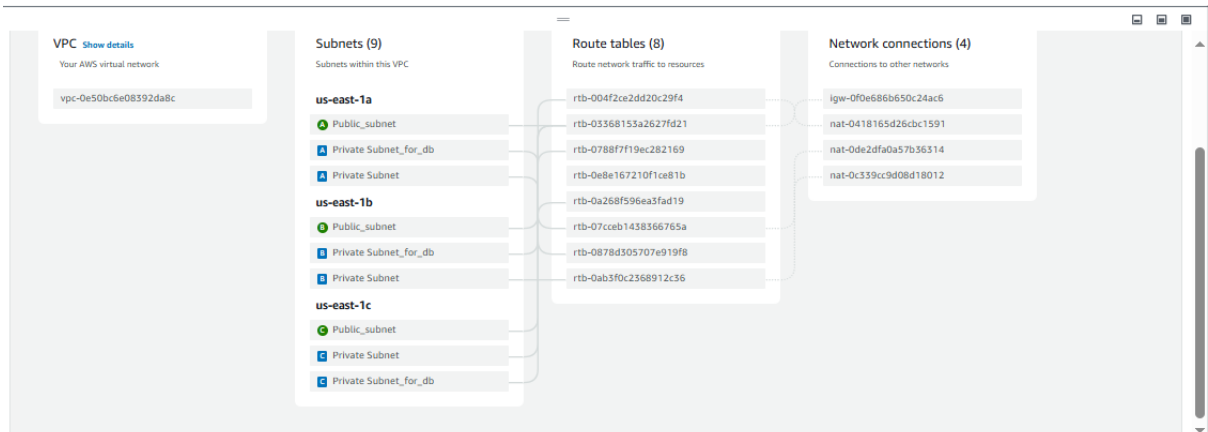 VPC Show details
Your AWS virtual network
vpc-0e50bc6e08392da8c
Subnets (9)
Subnets within this VPC
us-east-1a
A Public_subnet
A Private Subnet_for_db
A Private Subnet
us-east-1b
B Public_subnet
B Private Subnet_for_db
B Private Subnet
us-east-1c
C Public_subnet
C Private Subnet
C Private Subnet_for_db
Route tables (8)
Route network traffic to resources
rtb-004f2ce2dd20c29f4
rtb-03368153a2627fd21
rtb-0788f7f19ec282169
rtb-0e8e167210f1ce81b
rtb-0a268f596ea3fad19
rtb-07cceb1438366765a
rtb-0878d305707e919f8
rtb-0ab3f0c2368912c36
Network connections (4)
Connections to other networks
igw-0f0e686b650c24ac6
nat-0418165d26cbc1591
nat-0de2dfa0a57b36314
nat-0c339cc9d08d18012